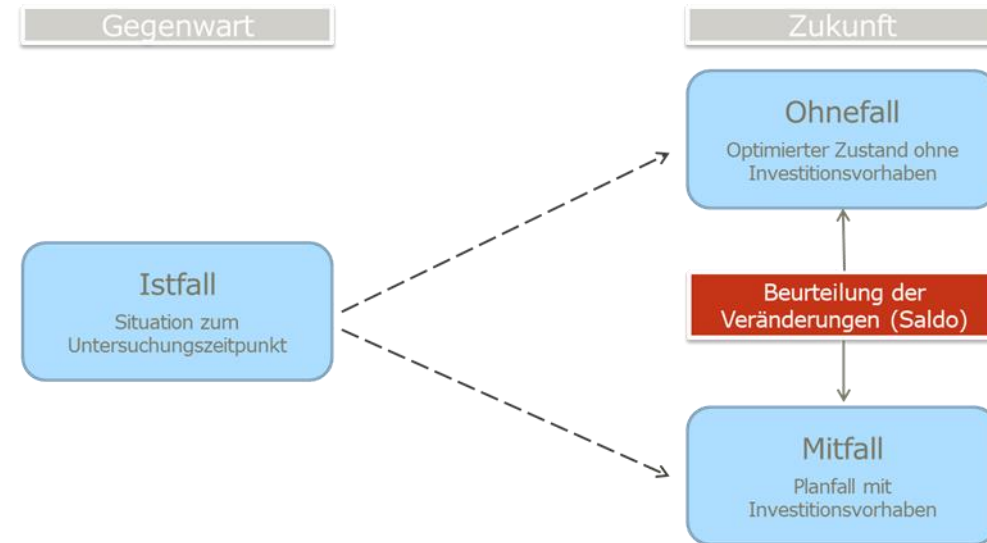 Gegenwart
Zukunft
Ohnefall
Optimierter Zustand ohne
Investitionsvorhaben
Istfall
Situation zum
Untersuchungszeitpunkt
Beurteilung der
Veränderungen (Saldo)
Mitfall
Planfall mit
Investitionsvorhaben